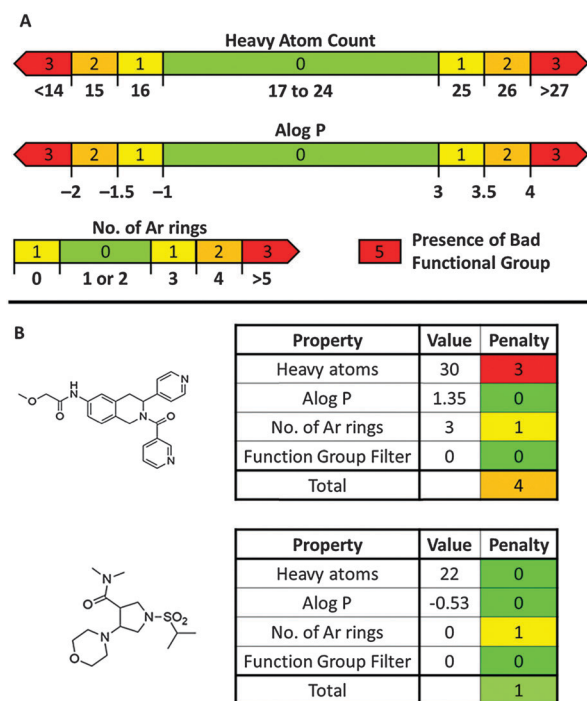 A
Heavy Atom Count
3 2 1 0 1 2 3
<14 15 16 17 to 24 25 26 >27
Alog P
3 2 1 0 1 2 3
–2 –1.5 –1 3 3.5 4
No. of Ar rings
1 0 1 2 3
0 1 or 2 3 4 >5
5 Presence of Bad
Functional Group
B
Property Value Penalty
Heavy atoms 30 3
Alog P 1.35 0
No. of Ar rings 3 1
Function Group Filter 0 0
Total 4
N
H
N
O
O
N
O
N
Property Value Penalty
Heavy atoms 22 0
Alog P -0.53 0
No. of Ar rings 0 1
Function Group Filter 0 0
Total 1
N
O
N
SO2
N
O